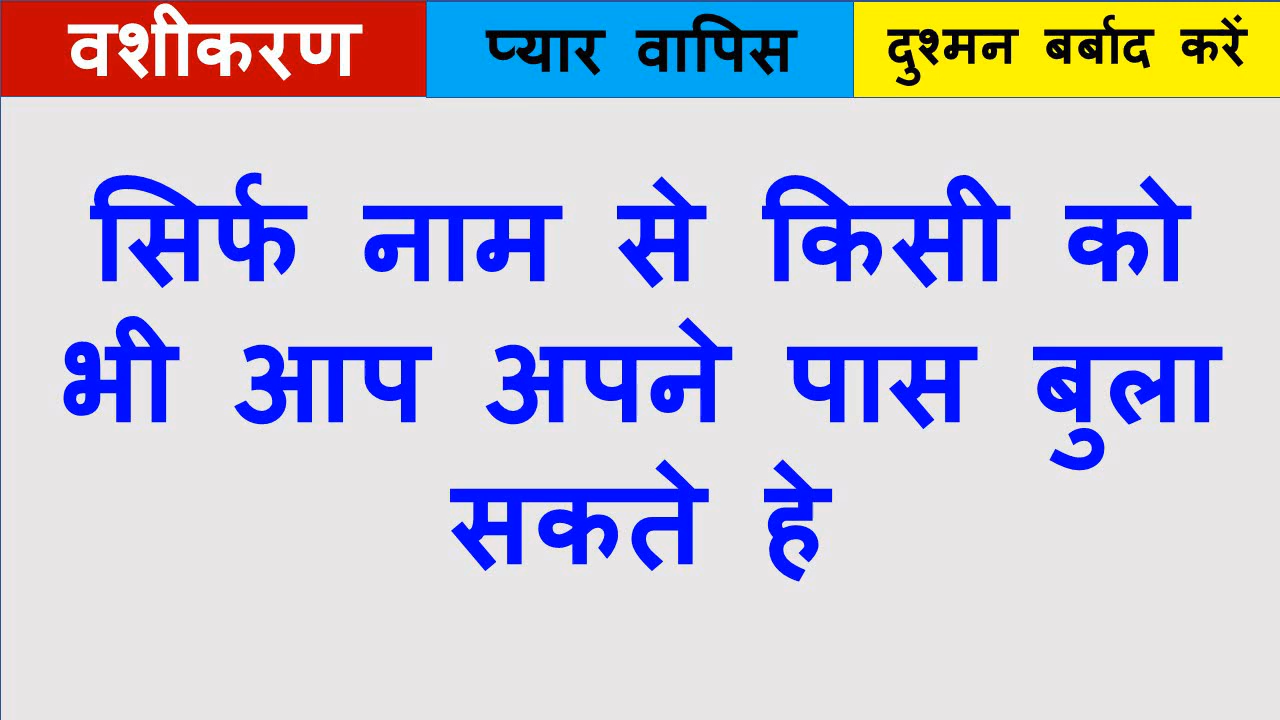 वशीकरण प्यार वापिस दुश्मन बर्बाद करें
सिर्फ नाम से किसी को
भी आप अपने पास बुला
सकते हे